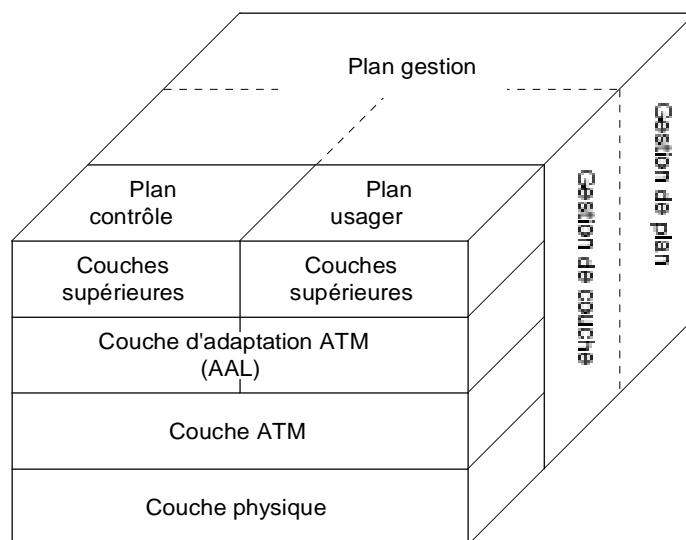 Plan gestion
Plan
contrôle
Plan
usager
Couches
supérieures
Couches
supérieures
Couche d'adaptation ATM
(AAL)
Couche ATM
Couche physique
Gestion de couche
Gestion de plan